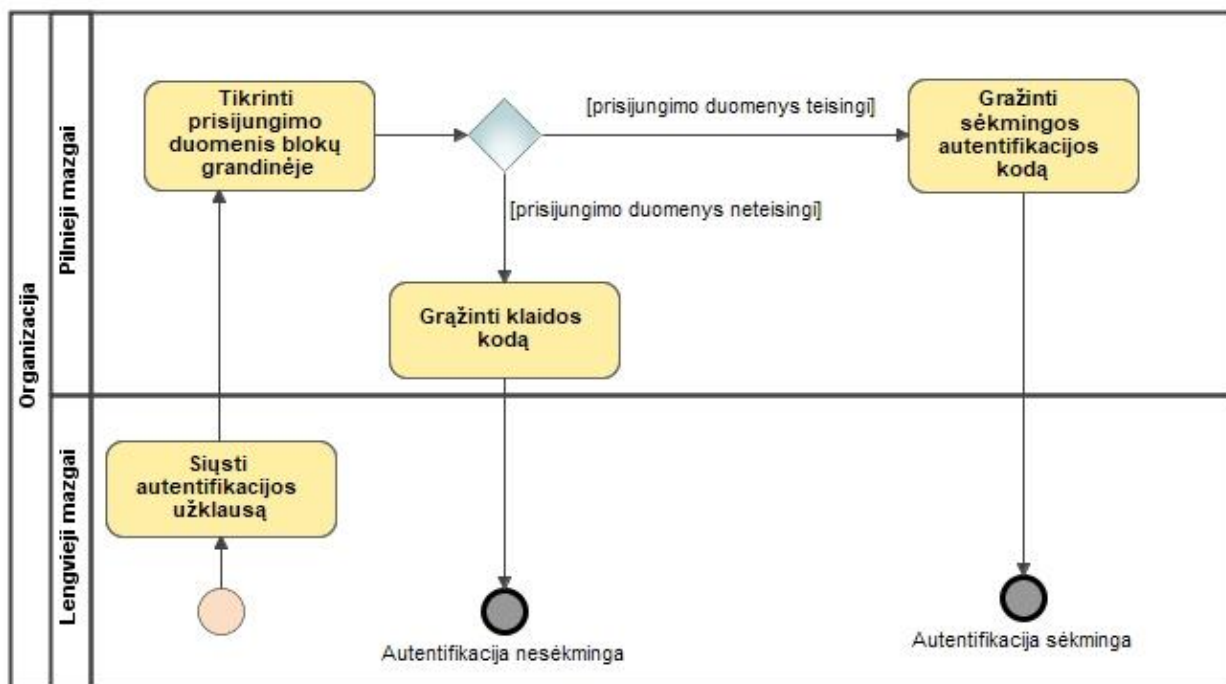 Organizacija
Pilnieji mazgai
Tikrinti
prisijungimo
duomenis blokų
grandinėje
[prisijungimo duomenys teisingi]
Gražinti
sėkmingos
autentifikacijos
kodą
[prisijungimo duomenys neteisingi]
Grąžinti klaidos
kodą
Lengvieji mazgai
Siųsti
autentifikacijos
užklausą
Autentifikacija nesėkminga
Autentifikacija sėkminga